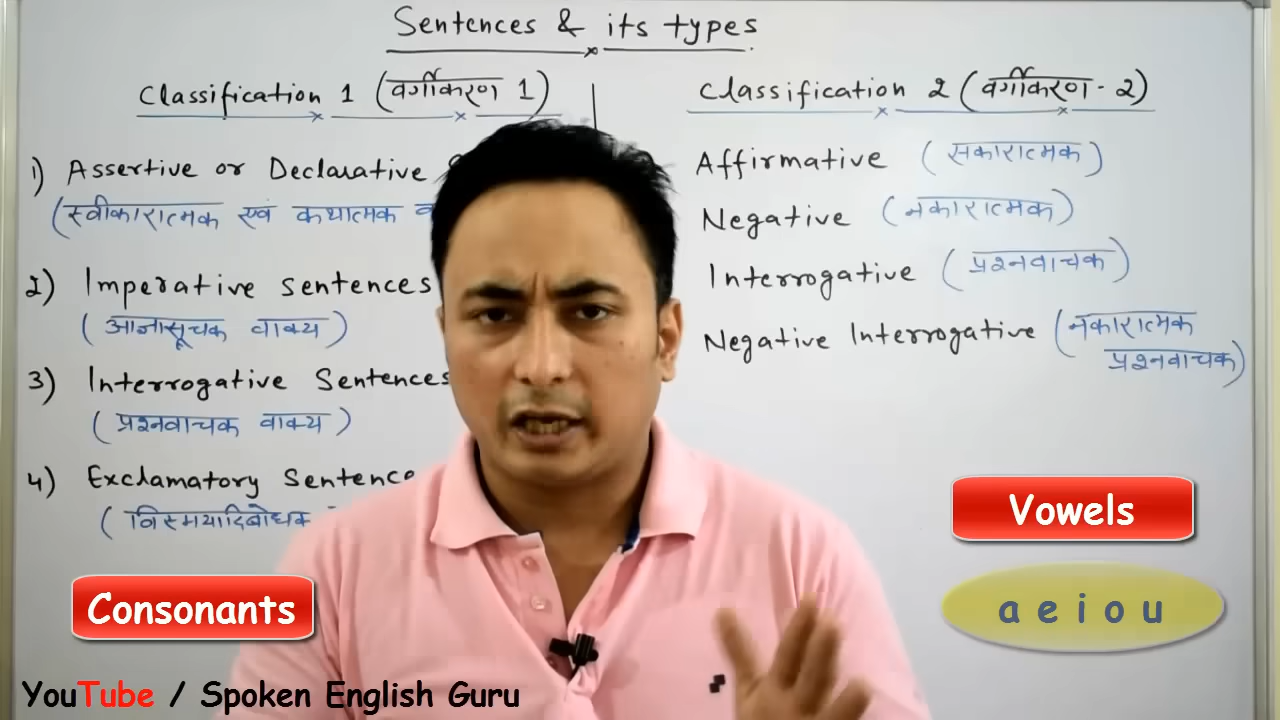 Sentences & its types
Classification 1 (वर्गीकरण 1)
1) Assertive or Declarative
(स्वीकारात्मक एवं कथात्मक
2) Imperative sentences
(आज्ञासूचक वाक्य)
3) Interrogative Sentences
(प्रश्नवाचक वाक्य)
4) Exclamatory Sentence
(विस्मयादिबोधक
Classification 2 (वर्गीकरण - 2)
Affirmative (सकारात्मक)
Negative (नकारात्मक)
Interrogative (प्रश्नवाचक)
Negative Interrogative (नकारात्मक
प्रश्नवाचक)
Vowels
a e i o u
Consonants
YouTube / Spoken English Guru